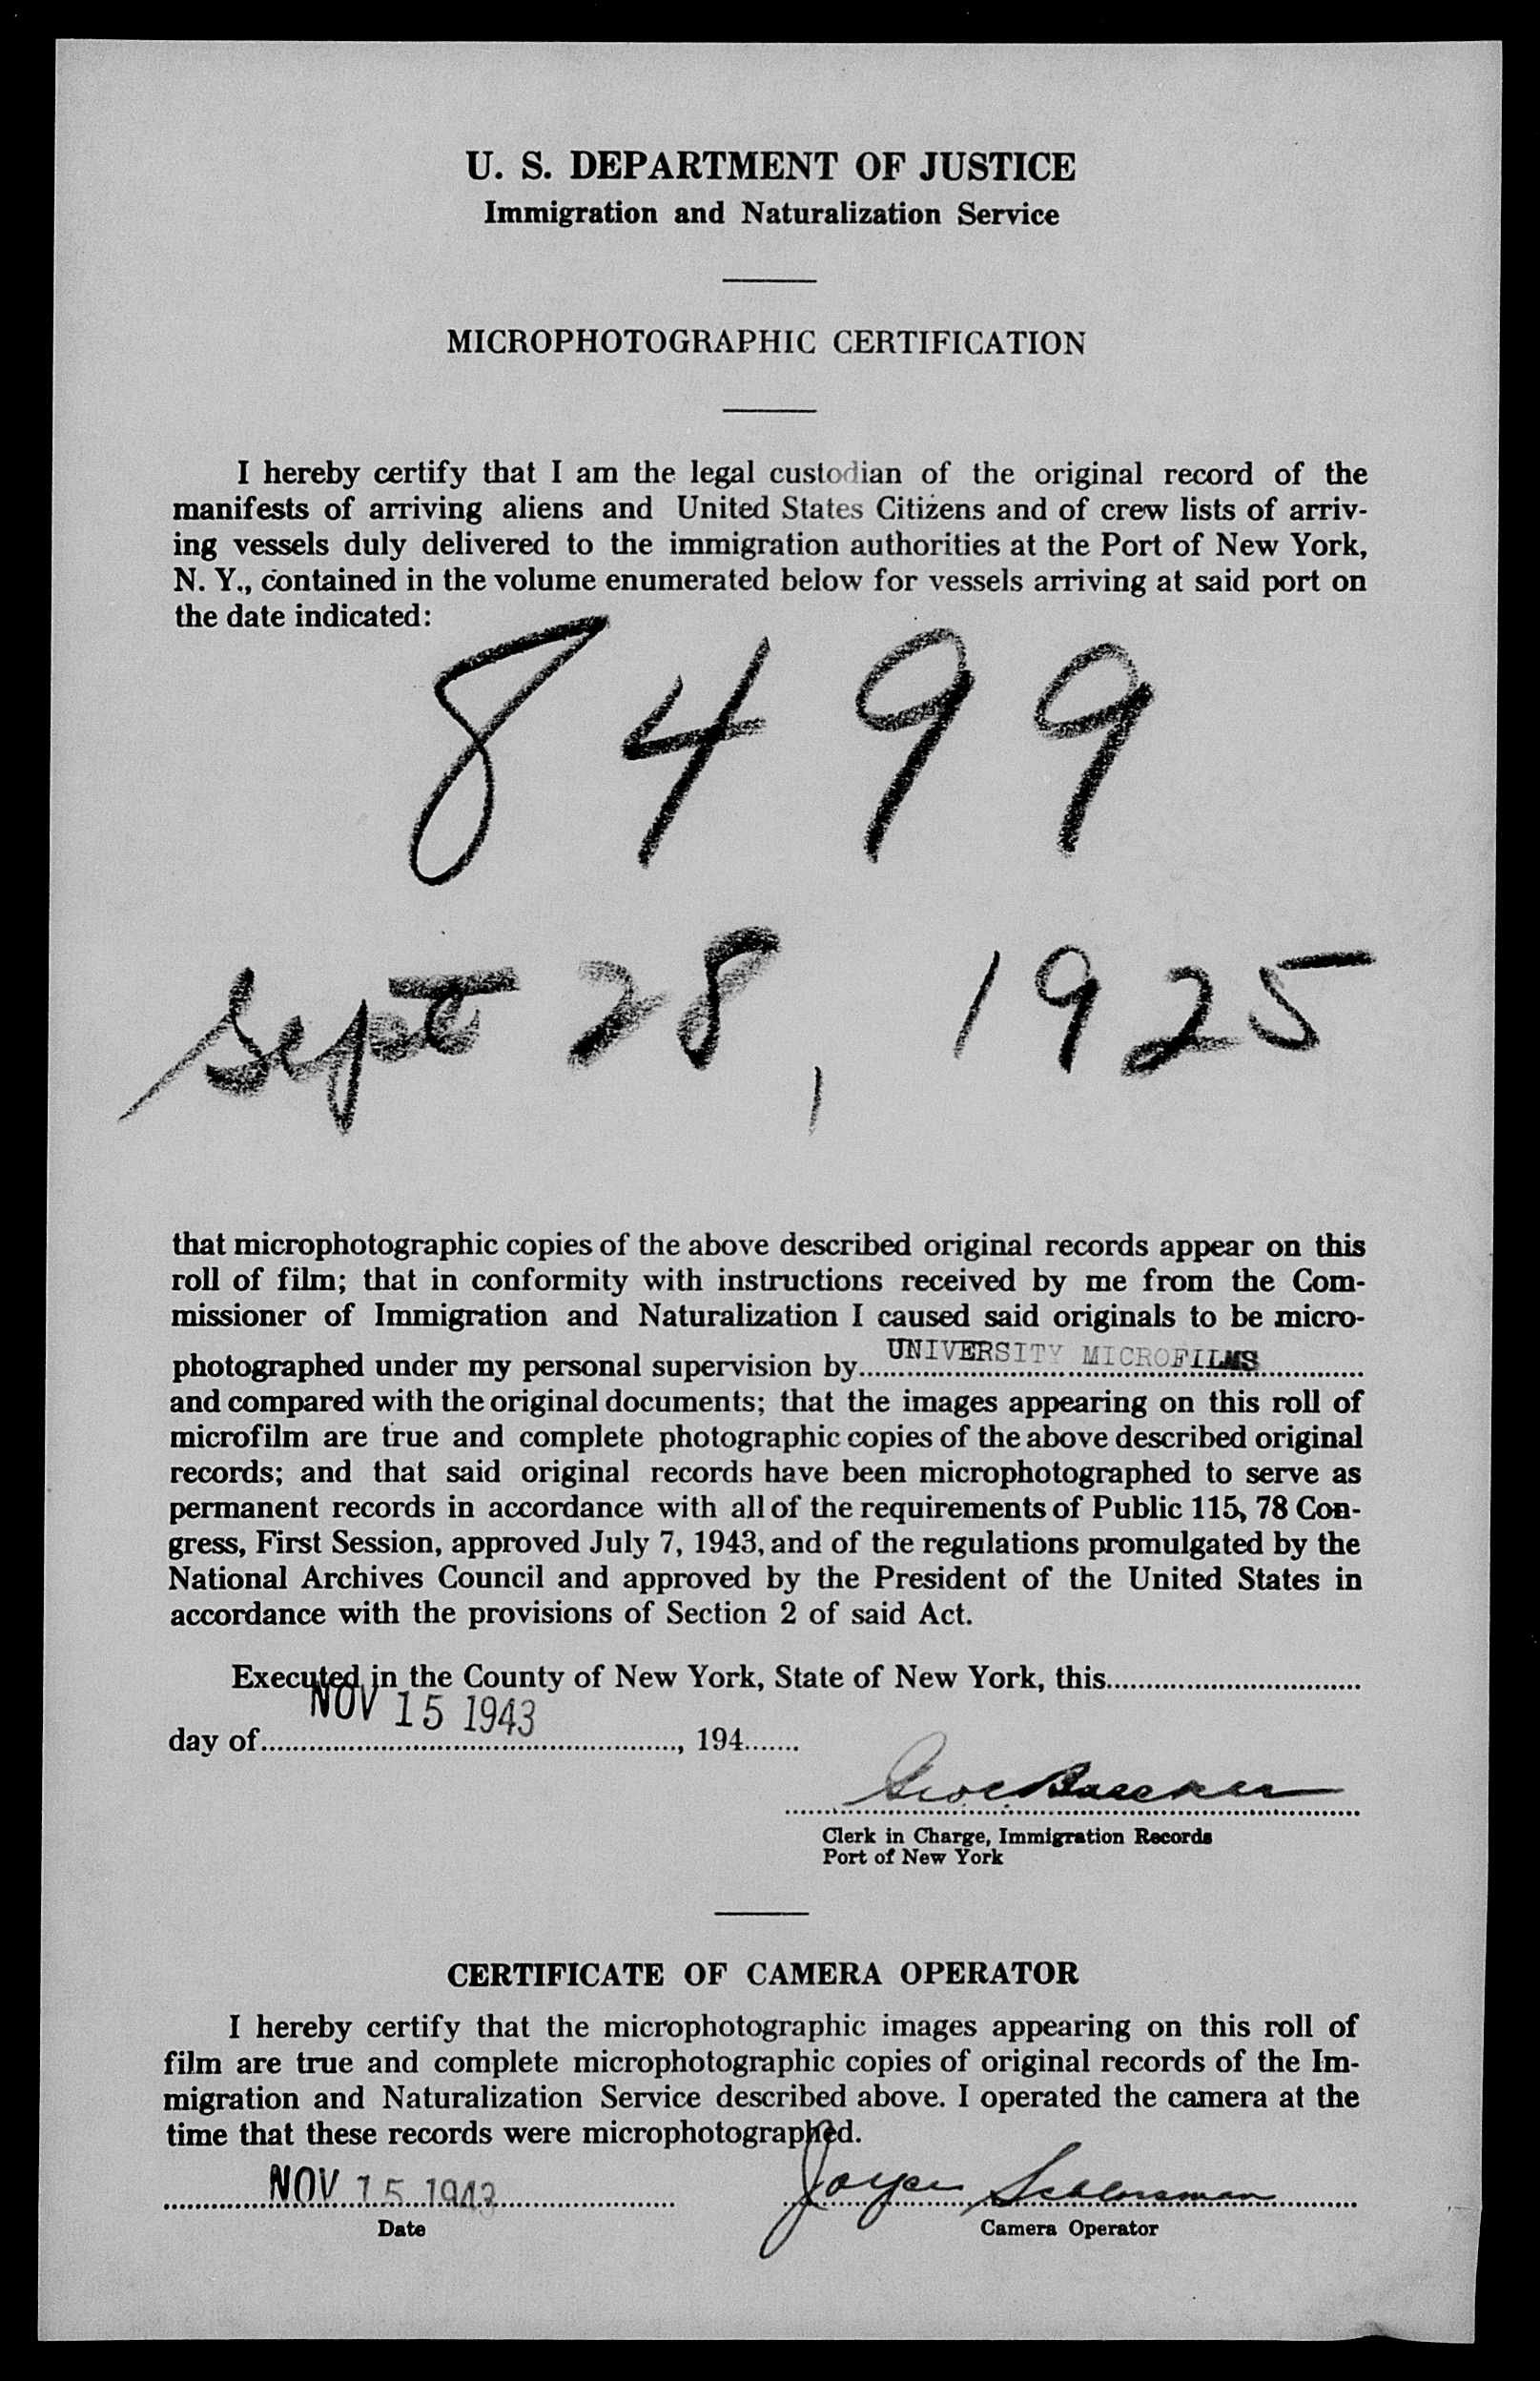 U. S. DEPARTMENT OF JUSTICE
Immigration and Naturalization Service
MICROPHOTOGRAPHIC CERTIFICATION
I hereby certify that I am the legal custodian of the original record of the
manifests of arriving aliens and United States Citizens and of crew lists of arriv-
ing vessels duly delivered to the immigration authorities at the Port of New York,
N. Y., contained in the volume enumerated below for vessels arriving at said port on
the date indicated:
8499
Sept 28, 1925
that microphotographic copies of the above described original records appear on this
roll of film; that in conformity with instructions received by me from the Com-
missioner of Immigration and Naturalization I caused said originals to be micro-
photographed under my personal supervision by UNIVERSITY MICROFILMS
and compared with the original documents; that the images appearing on this roll of
microfilm are true and complete photographic copies of the above described original
records; and that said original records have been microphotographed to serve as
permanent records in accordance with all of the requirements of Public 115, 78 Con-
gress, First Session, approved July 7, 1943, and of the regulations promulgated by the
National Archives Council and approved by the President of the United States in
accordance with the provisions of Section 2 of said Act.
Executed in the County of New York, State of New York, this
NOV 15 1943
day of, 194
Clerk in Charge, Immigration Records
Port of New York
CERTIFICATE OF CAMERA OPERATOR
I hereby certify that the microphotographic images appearing on this roll of
film are true and complete microphotographic copies of original records of the Im-
migration and Naturalization Service described above. I operated the camera at the
time that these records were microphotographed.
NOV 15 1943 Joyce
Date Camera Operator